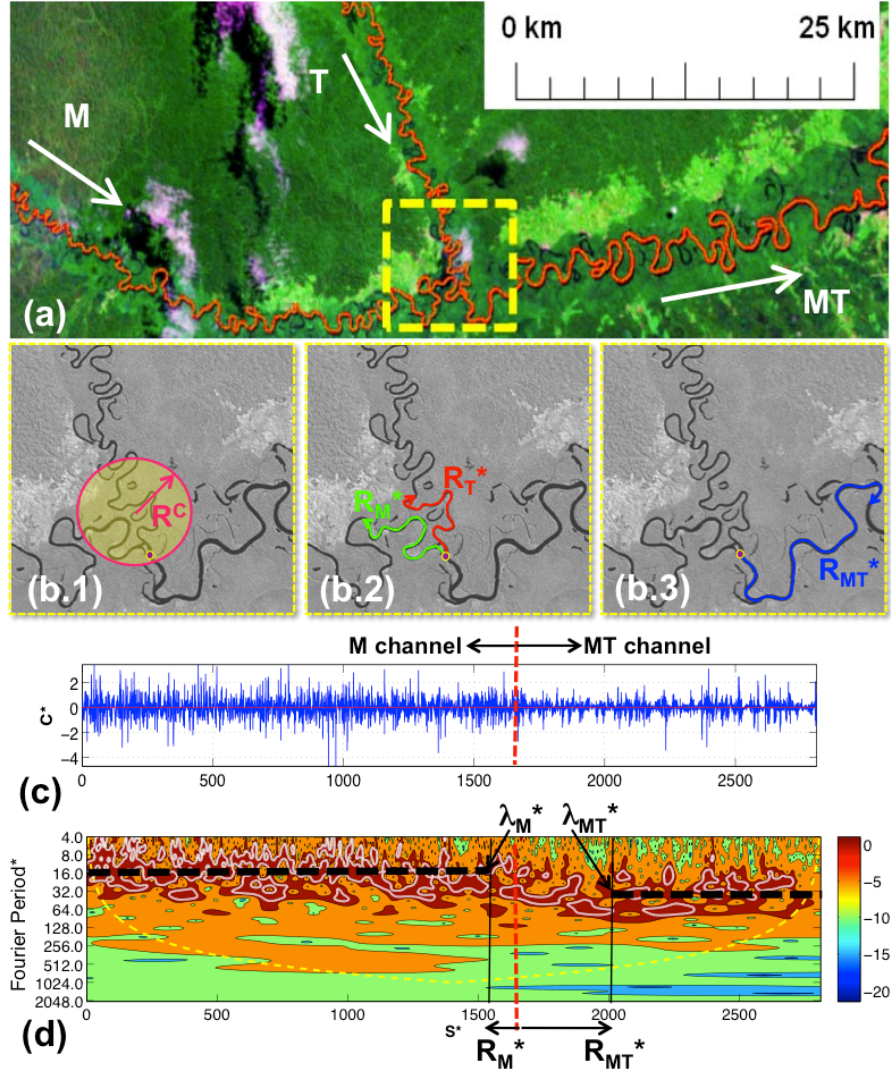 0 km 25 km
M
T
MT
(a)
R^C
(b.1)
R_M^*
R_T^*
(b.2)
R_MT^*
(b.3)
M channel MT channel
C*
2
0
−2
−4
0 500 1000 1500 2000 2500
(c)
λ_M^* λ_MT^*
Fourier Period*
4.0
8.0
16.0
32.0
64.0
128.0
256.0
512.0
1024.0
2048.0
0
−5
−10
−15
−20
0 500 1000 1500 2000 2500
(d)
s*
R_M^* R_MT^*